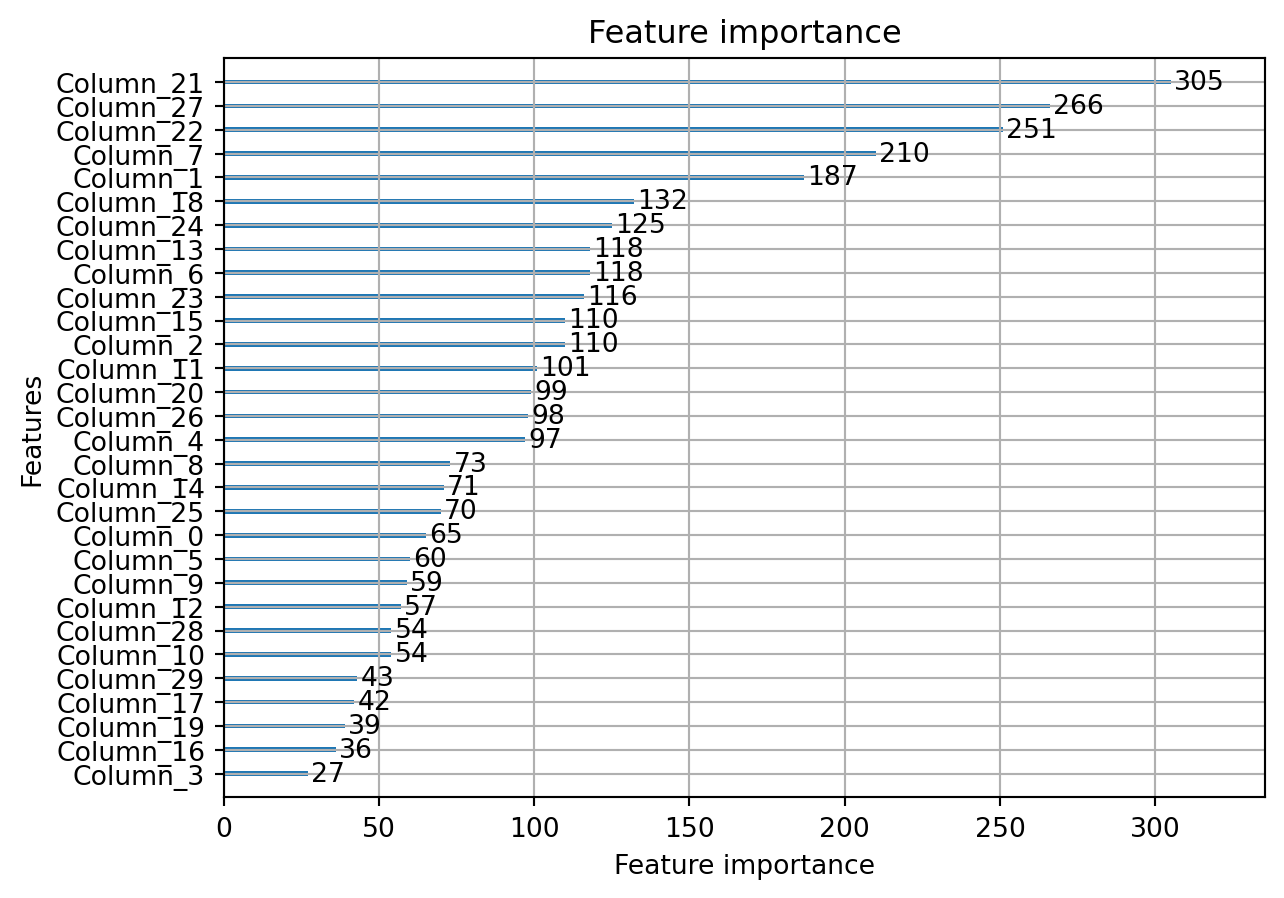 Feature importance
Column_21 305
Column_27 266
Column_22 251
Column_7 210
Column_1 187
Column_18 132
Column_24 125
Column_13 118
Column_6 118
Column_23 116
Column_15 110
Column_2 110
Column_11 101
Column_20 99
Column_26 98
Column_4 97
Column_8 73
Column_14 71
Column_25 70
Column_0 65
Column_5 60
Column_9 59
Column_12 57
Column_28 54
Column_10 54
Column_29 43
Column_17 42
Column_19 39
Column_16 36
Column_3 27
Features
0 50 100 150 200 250 300
Feature importance